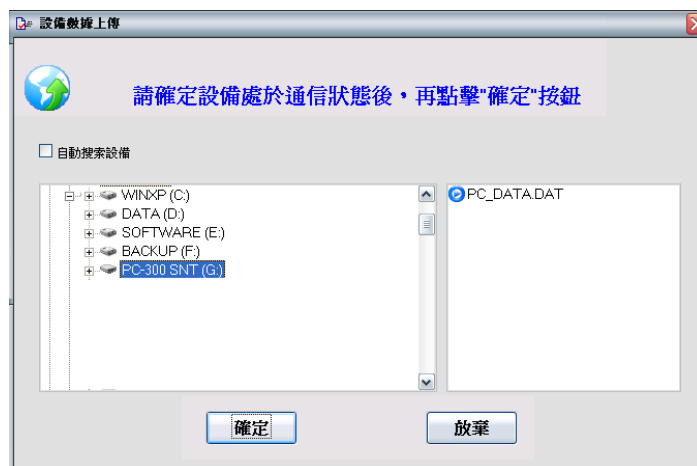 設備數據上傳
請確定設備處於通信狀態後，再點擊"確定"按鈕
自動搜索設備
WINXP (C:)
DATA (D:)
SOFTWARE (E:)
BACKUP (F:)
PC-300 SNT (G:)
PC_DATA.DAT
確定
放棄